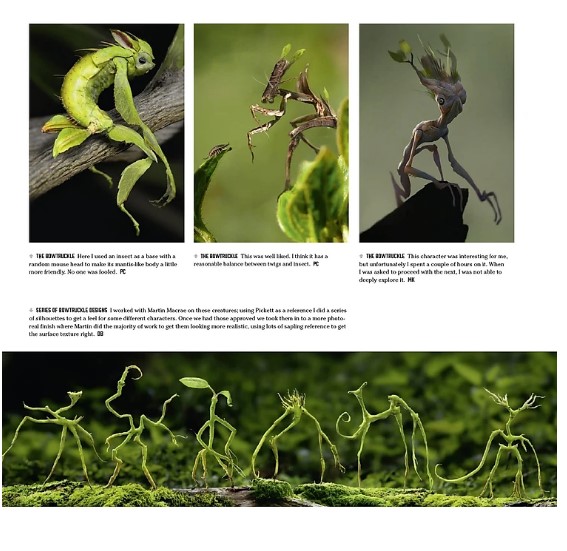 THE BOWTRUCKLE Here I used an insect as a base with a
random mouse head to make its mantis-like body a little
more friendly. No one was fooled. PC
THE BOWTRUCKLE This was well liked. I think it has a
reasonable balance between twigs and insect. PC
THE BOWTRUCKLE This character was interesting for me,
but unfortunately I spent a couple of hours on it. When
I was asked to proceed with the next, I was not able to
deeply explore it. MK
SERIES OF BOWTRUCKLE DESIGNS I worked with Martin Macrae on these creatures; using Pickett as a reference I did a series
of silhouettes to get a feel for some different characters. Once we had those approved we took them in to a more photo-
real finish where Martin did the majority of work to get them looking more realistic, using lots of sapling reference to get
the surface texture right. DB